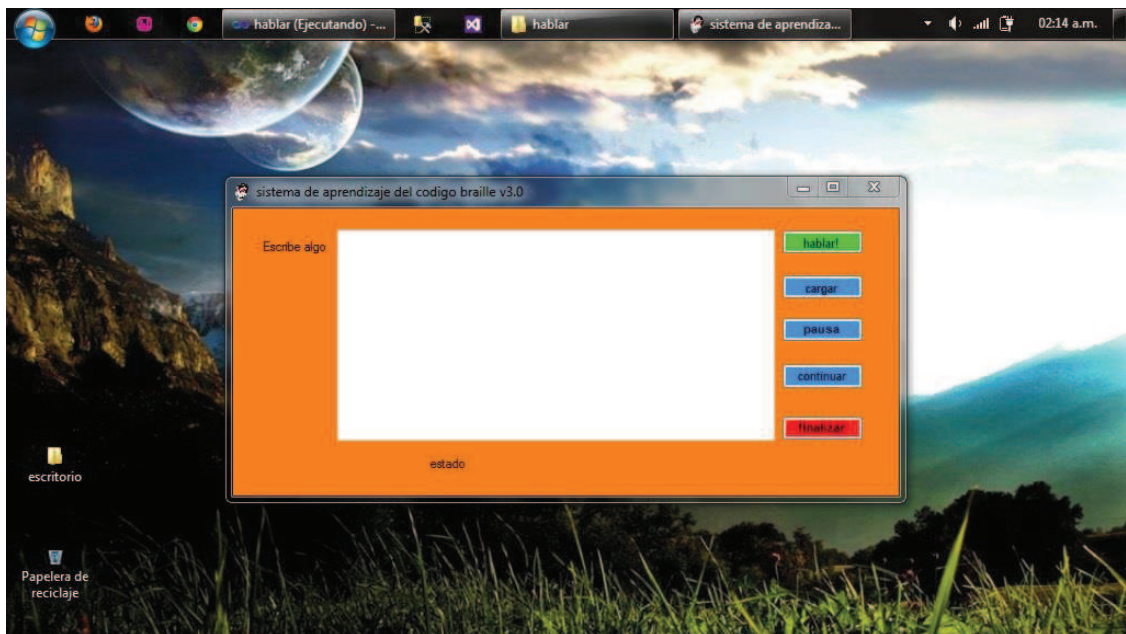 hablar (Ejecutando) -...
hablar
sistema de aprendiza...
02:14 a.m.
sistema de aprendizaje del codigo braille v3.0
Escribe algo
hablar!
cargar
pausa
continuar
finalizar
estado
escritorio
Papelera de
reciclaje